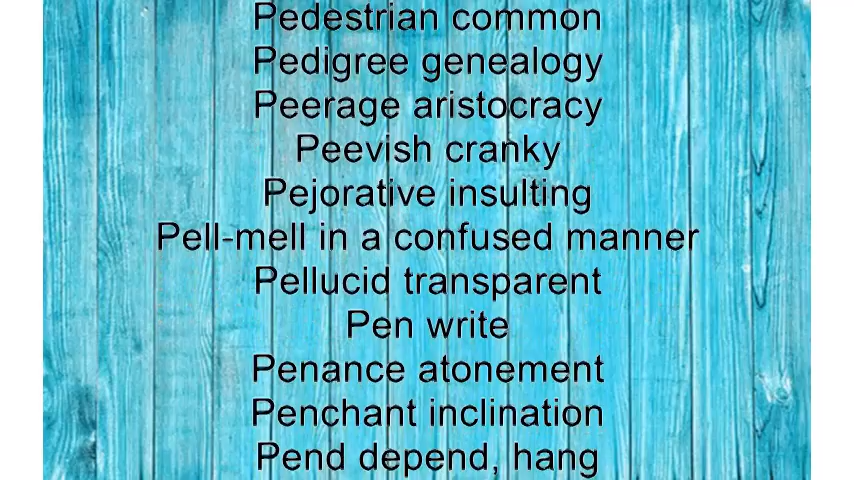 Pedestrian common
Pedigree genealogy
Peerage aristocracy
Peevish cranky
Pejorative insulting
Pell-mell in a confused manner
Pellucid transparent
Pen write
Penance atonement
Penchant inclination
Pend depend, hang